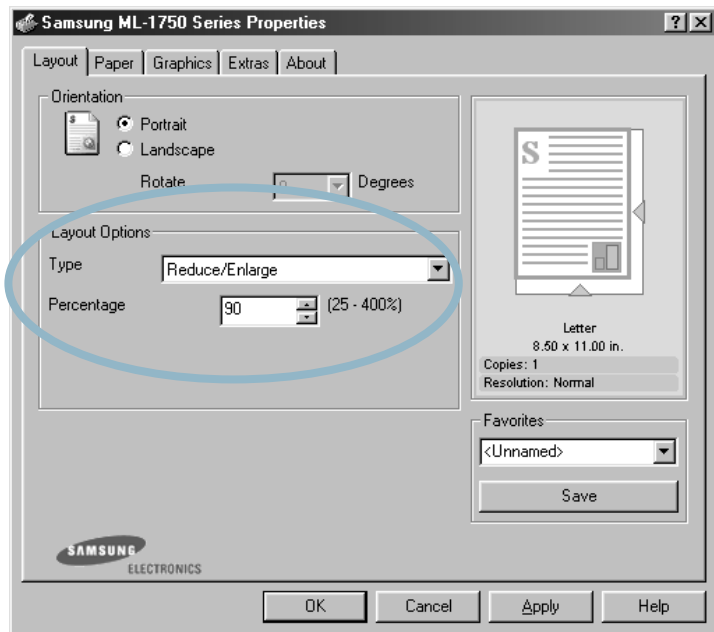 Samsung ML-1750 Series Properties
Layout Paper Graphics Extras About
Orientation
S
Portrait
Landscape
Rotate 0 Degrees
Layout Options
Type Reduce/Enlarge
Percentage 90 (25 - 400%)
S
Letter
8.50 x 11.00 in.
Copies: 1
Resolution: Normal
Favorites
<Unnamed>
Save
SAMSUNG
ELECTRONICS
OK Cancel Apply Help